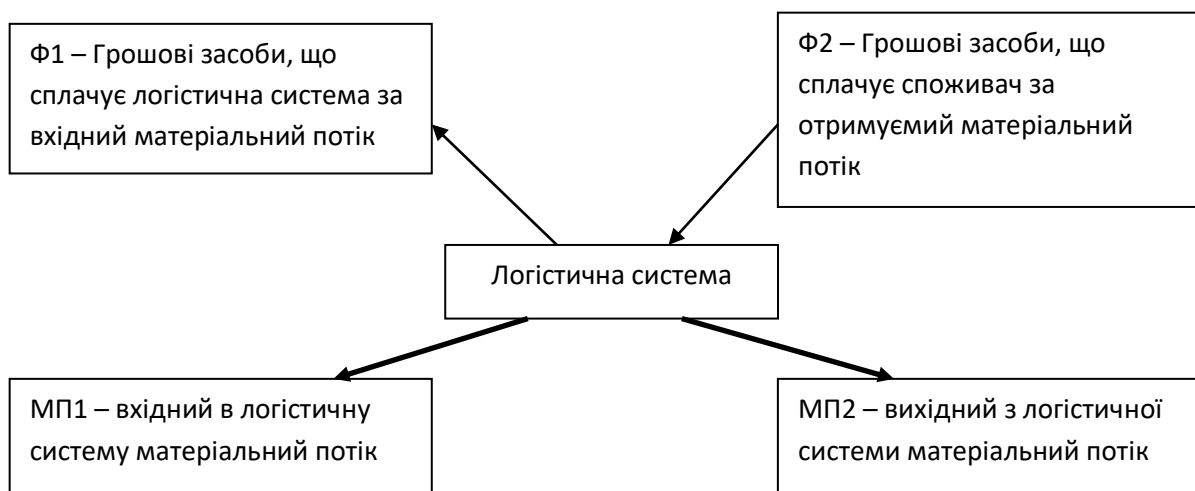 Ф1 – Грошові засоби, що
сплачує логістична система за
вхідний матеріальний потік
Ф2 – Грошові засоби, що
сплачує споживач за
отримуємий матеріальний
потік
Логістична система
МП1 – вхідний в логістичну
систему матеріальний потік
МП2 – вихідний з логістичної
системи матеріальний потік